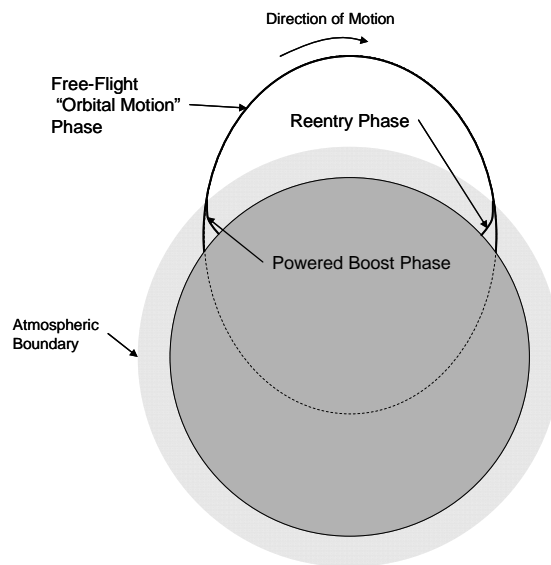 Direction of Motion
Free-Flight
"Orbital Motion"
Phase
Reentry Phase
Powered Boost Phase
Atmospheric
Boundary